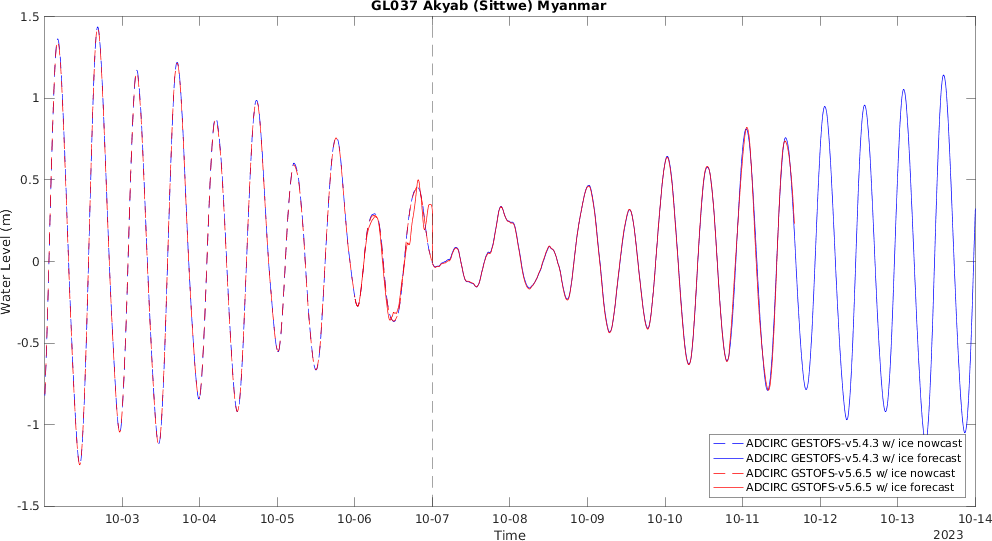 GL037 Akyab (Sittwe) Myanmar
1.5
1
0.5
0
-0.5
-1
-1.5
Water Level (m)
ADCIRC GESTOFS-v5.4.3 w/ ice nowcast
ADCIRC GESTOFS-v5.4.3 w/ ice forecast
ADCIRC GSTOFS-v5.6.5 w/ ice nowcast
ADCIRC GSTOFS-v5.6.5 w/ ice forecast
10-03 10-04 10-05 10-06 10-07 10-08 10-09 10-10 10-11 10-12 10-13 10-14
Time
2023